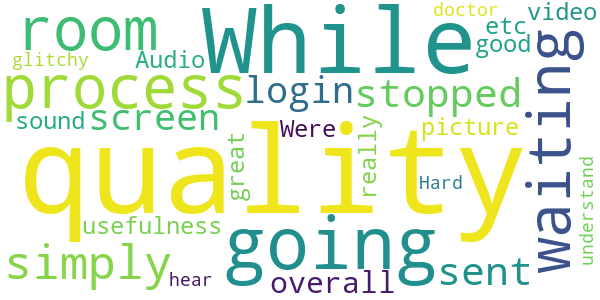 doctor
While
room
etc
video
good
glitchy
Audio
process
login
stopped
waiting
sound
screen
Were
picture
quality
great
really
Hard
understand
usefulness
going
simply
sent
hear
overall